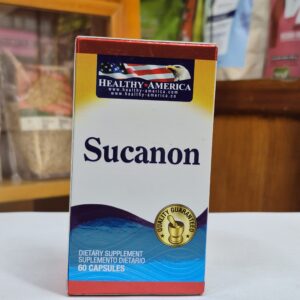 HEALTHY AMERICA
www.healthy-america.com
www.healthy-america.co
Sucanon
QUALITY GUARANTEED
DIETARY SUPPLEMENT
SUPLEMENTO DIETARIO
60 CAPSULES